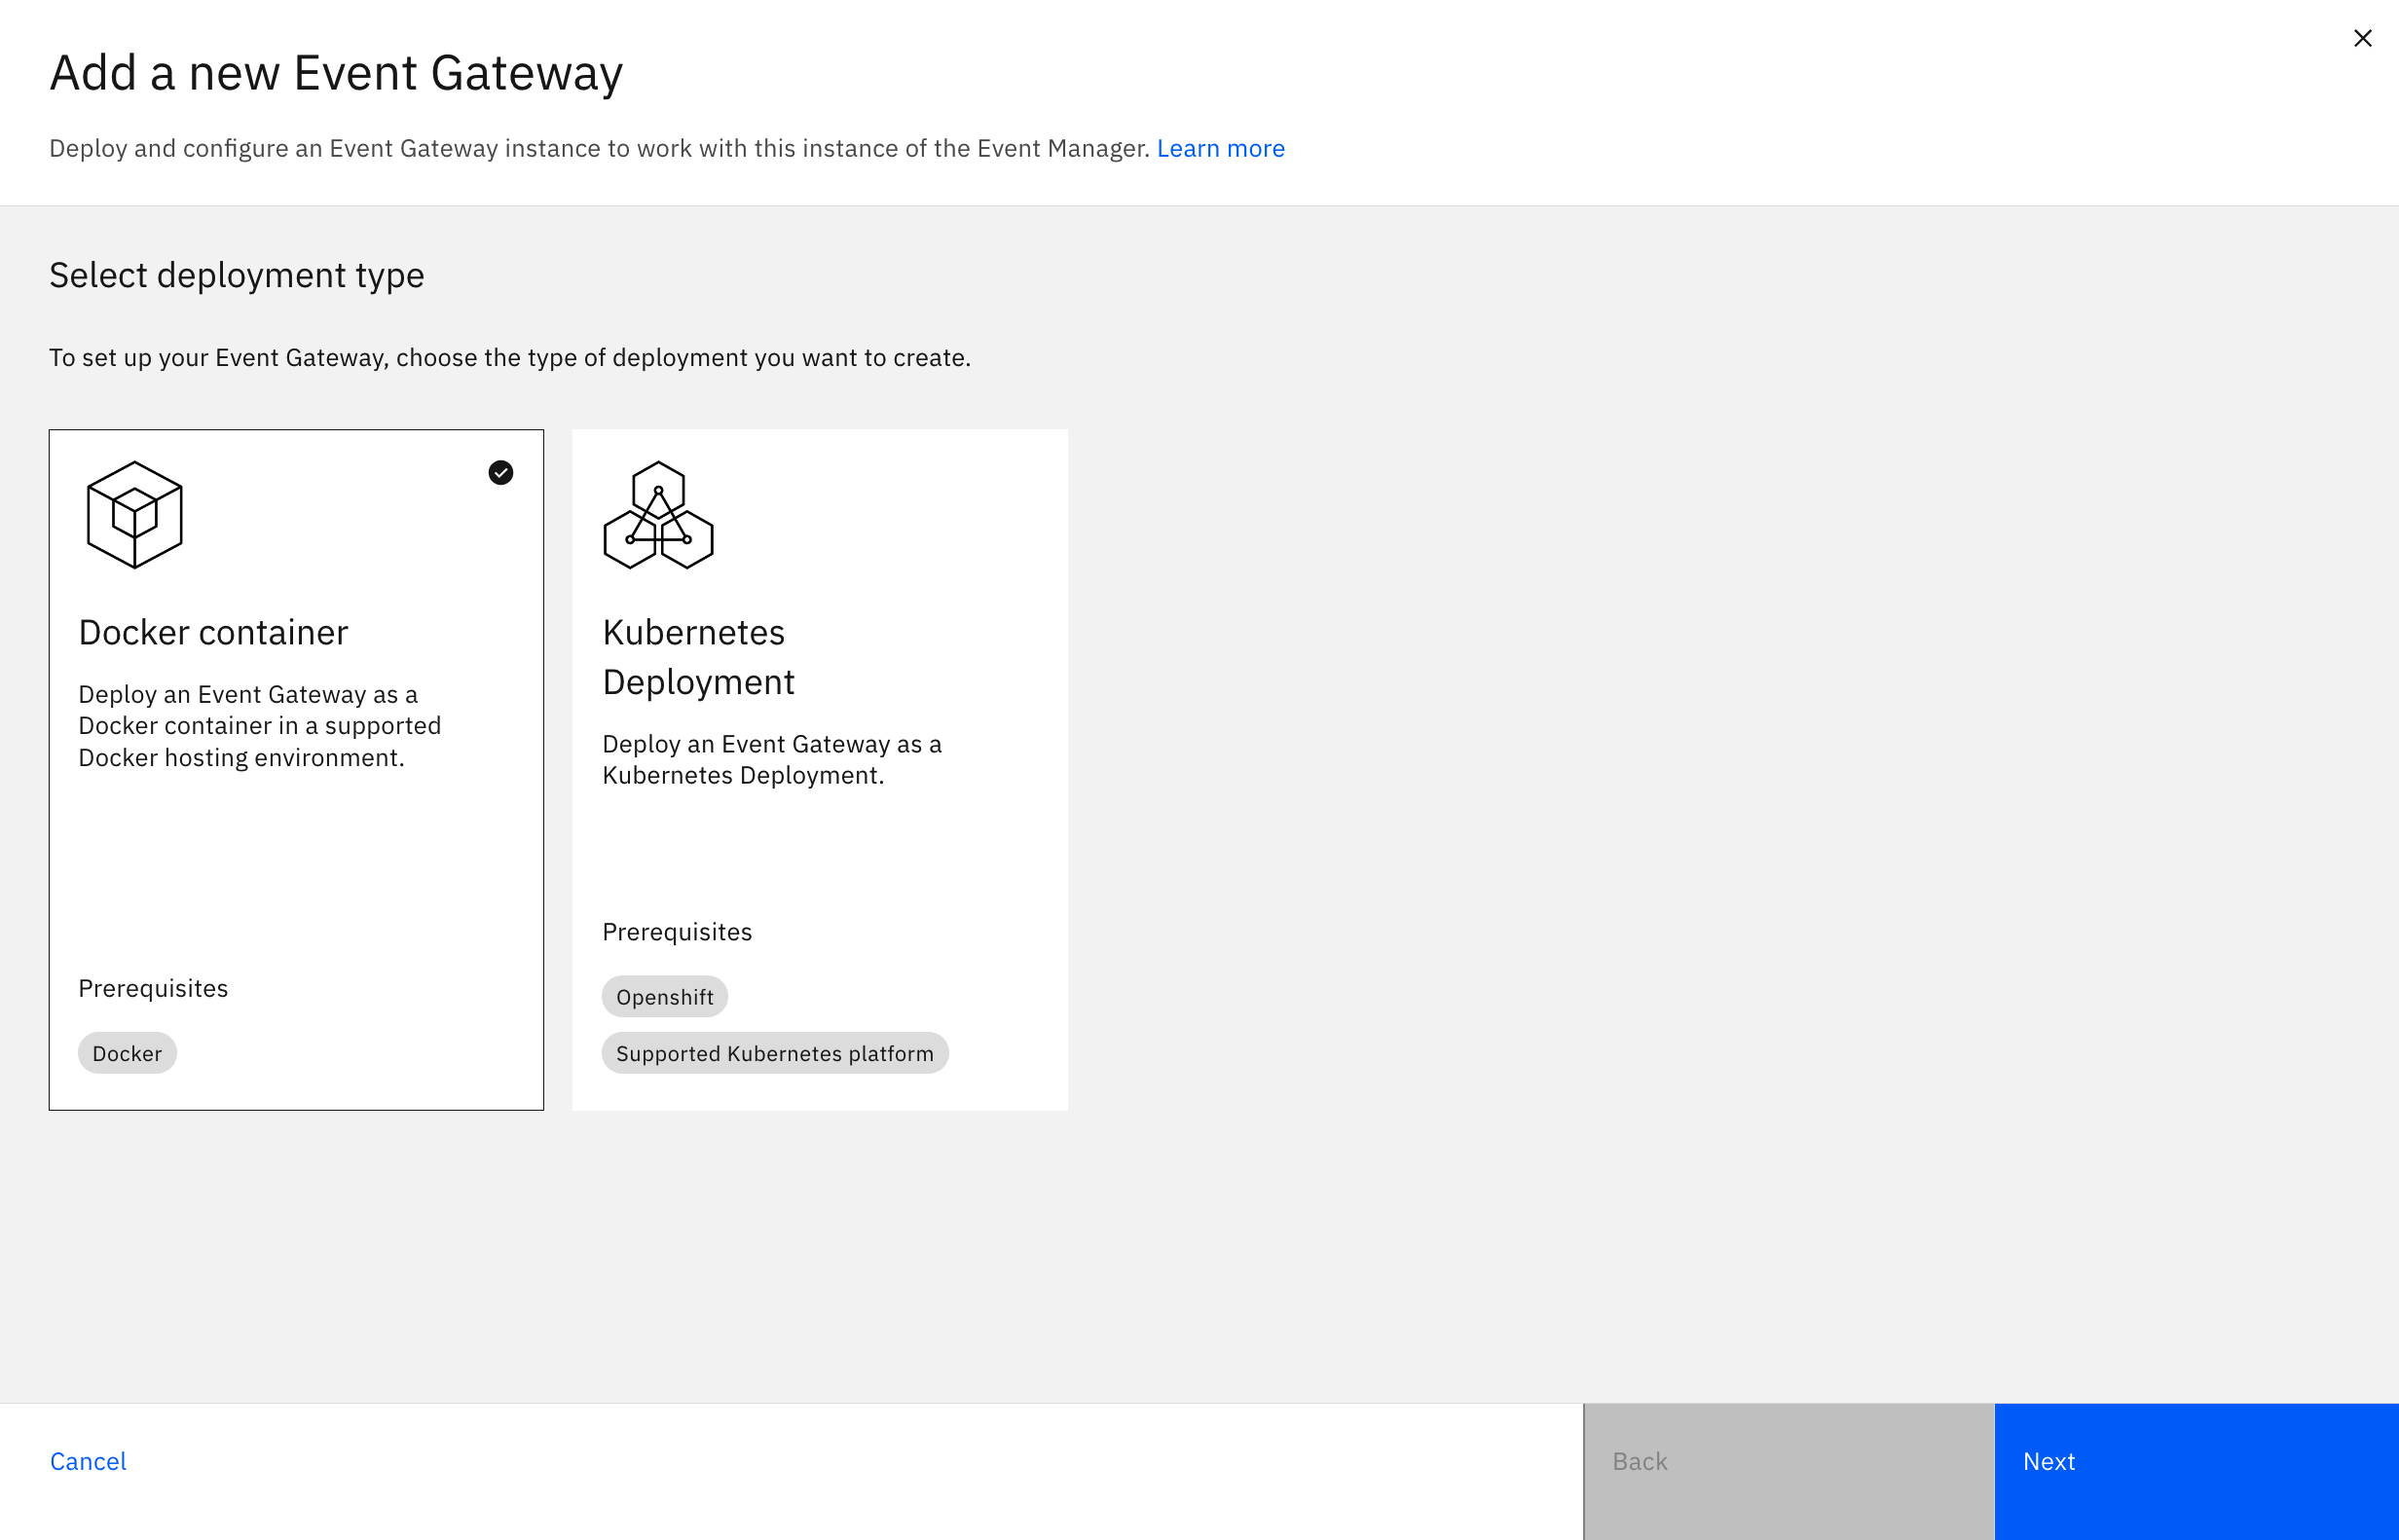 Add a new Event Gateway
Deploy and configure an Event Gateway instance to work with this instance of the Event Manager. Learn more
Select deployment type
To set up your Event Gateway, choose the type of deployment you want to create.
Docker container
Deploy an Event Gateway as a
Docker container in a supported
Docker hosting environment.
Prerequisites
Docker
Kubernetes
Deployment
Deploy an Event Gateway as a
Kubernetes Deployment.
Prerequisites
Openshift
Supported Kubernetes platform
Cancel
Back
Next